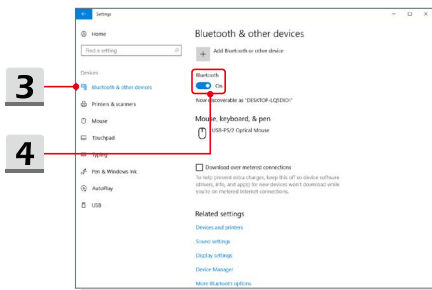 Settings
Home
Find a setting
Devices
Bluetooth & other devices
Printers & scanners
Mouse
Touchpad
Typing
Pen & Windows Ink
AutoPlay
USB
3
4
Bluetooth & other devices
Add Bluetooth or other device
Bluetooth
On
Now discoverable as "DESKTOP-LQSDIOI"
Mouse, keyboard, & pen
USB-PS/2 Optical Mouse
Download over metered connections
To help prevent extra charges, keep this off so device software
(drivers, info, and apps) for new devices won't download while
you're on metered Internet connections.
Related settings
Devices and printers
Sound settings
Display settings
Device Manager
More Bluetooth options